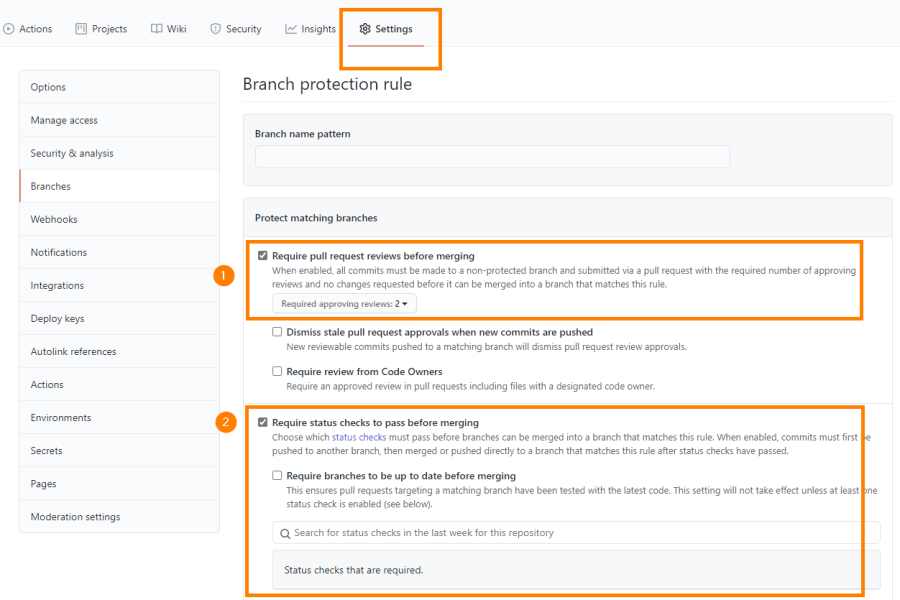 Actions Projects Wiki Security Insights Settings
Options
Manage access
Security & analysis
Branches
Webhooks
Notifications
Integrations
Deploy keys
Autolink references
Actions
Environments
Secrets
Pages
Moderation settings
Branch protection rule
Branch name pattern
Protect matching branches
1
Require pull request reviews before merging
When enabled, all commits must be made to a non-protected branch and submitted via a pull request with the required number of approving
reviews and no changes requested before it can be merged into a branch that matches this rule.
Required approving reviews: 2
Dismiss stale pull request approvals when new commits are pushed
New reviewable commits pushed to a matching branch will dismiss pull request review approvals.
Require review from Code Owners
Require an approved review in pull requests including files with a designated code owner.
2
Require status checks to pass before merging
Choose which status checks must pass before branches can be merged into a branch that matches this rule. When enabled, commits must first be
pushed to another branch, then merged or pushed directly to a branch that matches this rule after status checks have passed.
Require branches to be up to date before merging
This ensures pull requests targeting a matching branch have been tested with the latest code. This setting will not take effect unless at least one
status check is enabled (see below).
Search for status checks in the last week for this repository
Status checks that are required.